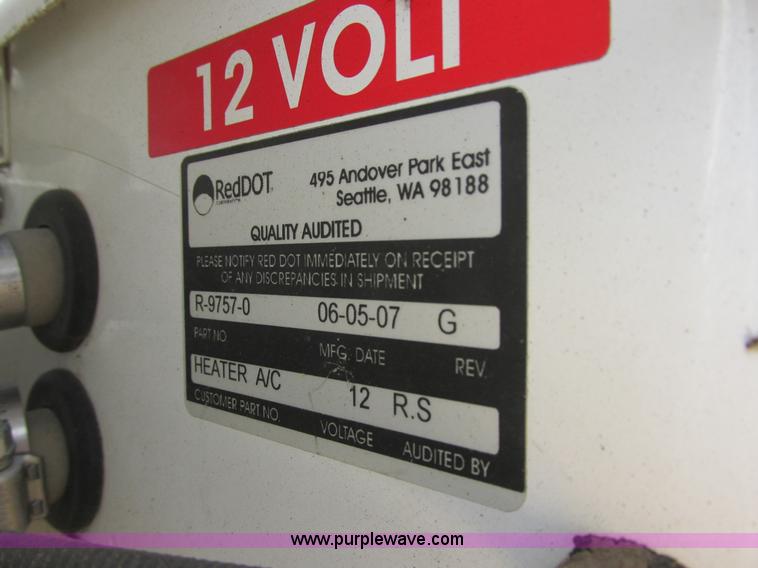 12 VOLT
RedDOT
CORPORATION
495 Andover Park East
Seattle, WA 98188
QUALITY AUDITED
PLEASE NOTIFY RED DOT IMMEDIATELY ON RECEIPT
OF ANY DISCREPANCIES IN SHIPMENT
R-9757-0 06-05-07 G
PART NO. MFG. DATE REV.
HEATER A/C 12 R.S
CUSTOMER PART NO. VOLTAGE AUDITED BY
www.purplewave.com